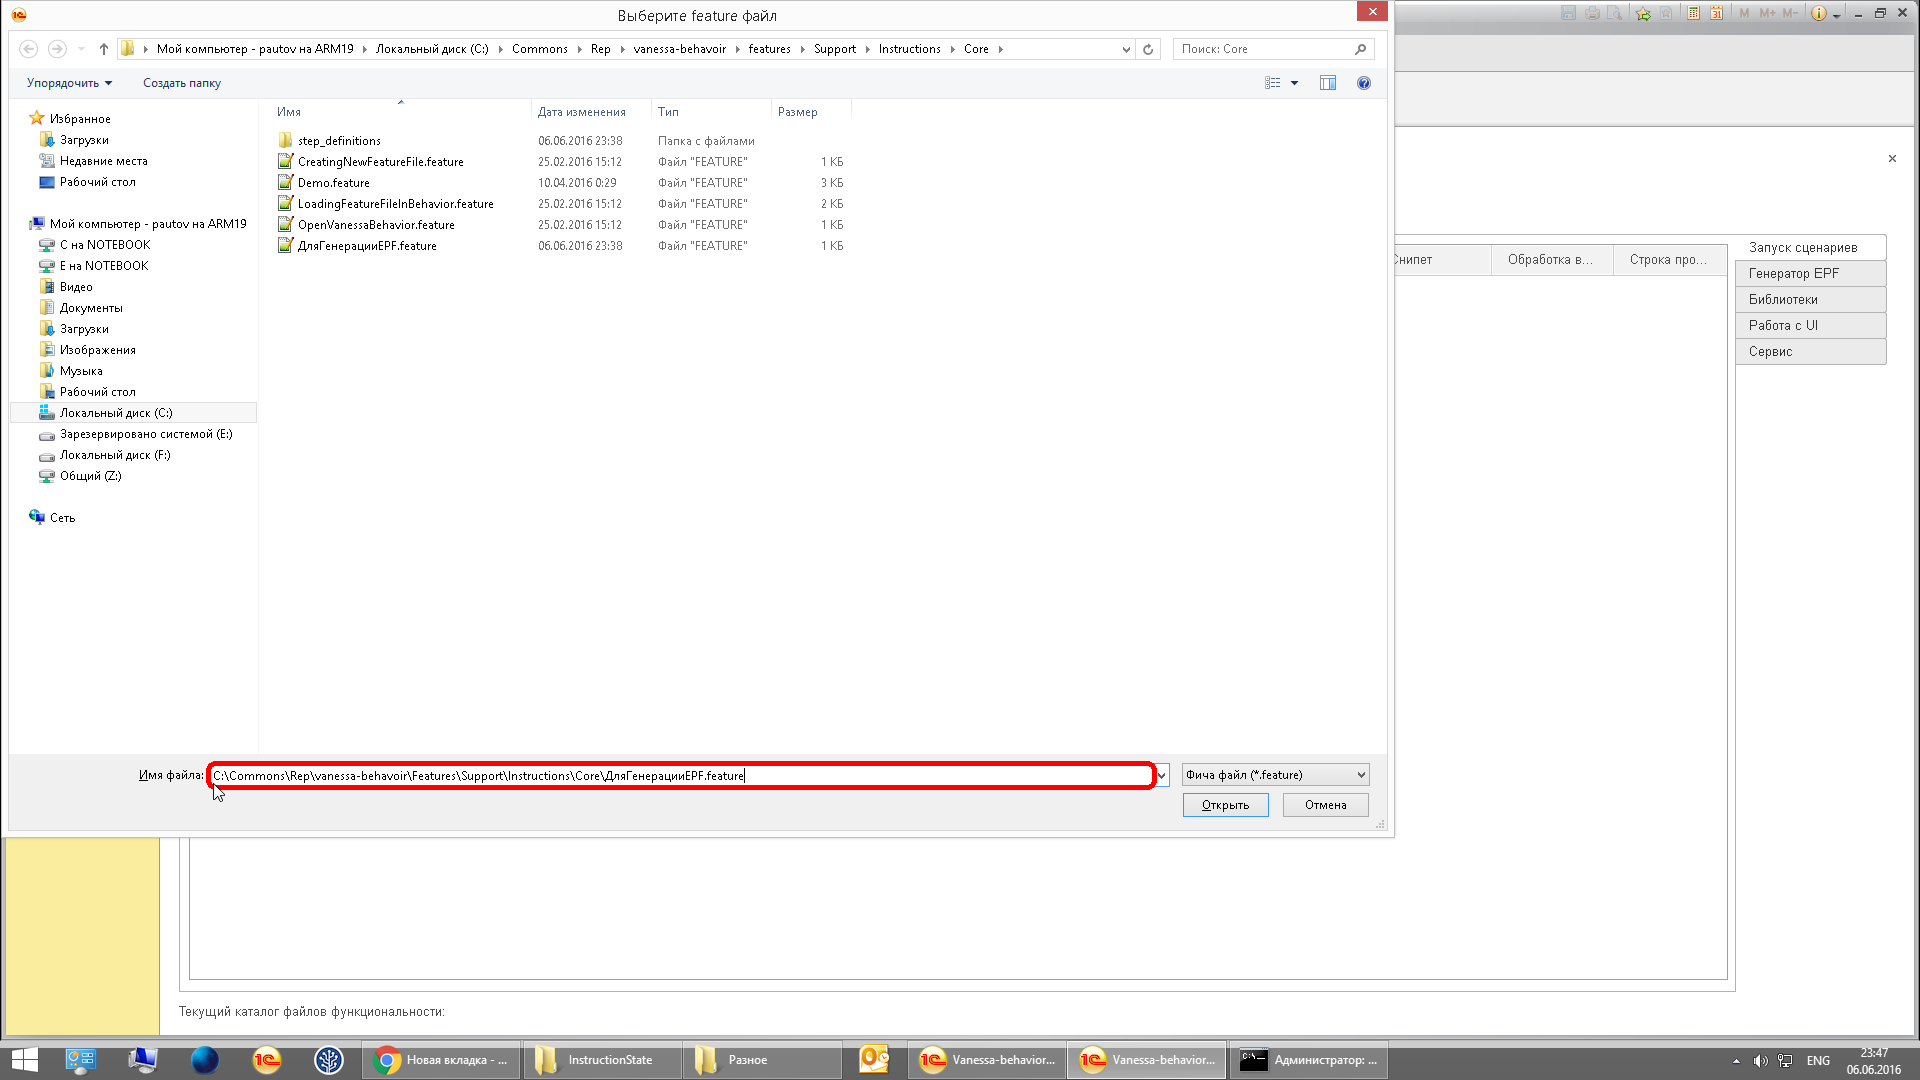 Выберите feature файл
Мой компьютер - pautov на ARM19
Локальный диск (C:)
Commons
Rep
vanessa-behavoir
features
Support
Instructions
Core
Поиск: Core
Упорядочить
Создать папку
Имя
Дата изменения
Тип
Размер
step_definitions 06.06.2016 23:38 Папка с файлами
CreatingNewFeatureFile.feature 25.02.2016 15:12 Файл "FEATURE" 1 КБ
Demo.feature 10.04.2016 0:29 Файл "FEATURE" 3 КБ
LoadingFeatureFileInBehavior.feature 25.02.2016 15:12 Файл "FEATURE" 2 КБ
OpenVanessaBehavior.feature 25.02.2016 15:12 Файл "FEATURE" 1 КБ
ДляГенерацииEPF.feature 06.06.2016 23:38 Файл "FEATURE" 1 КБ
Избранное
Загрузки
Недавние места
Рабочий стол
Мой компьютер - pautov на ARM19
C на NOTEBOOK
E на NOTEBOOK
Видео
Документы
Загрузки
Изображения
Музыка
Рабочий стол
Локальный диск (C:)
Зарезервировано системой (E:)
Локальный диск (F:)
Общий (Z:)
Сеть
Имя файла: C:\Commons\Rep\vanessa-behavoir\Features\Support\Instructions\Core\ДляГенерацииEPF.feature
Фича файл (*.feature)
Открыть
Отмена
M M+ M-
31
Снипет
Обработка в...
Строка про...
Запуск сценариев
Генератор EPF
Библиотеки
Работа с UI
Сервис
Текущий каталог файлов функциональности:
Новая вкладка - ...
InstructionState
Разное
Vanessa-behavior...
Vanessa-behavior...
Администратор: ...
ENG
23:47
06.06.2016